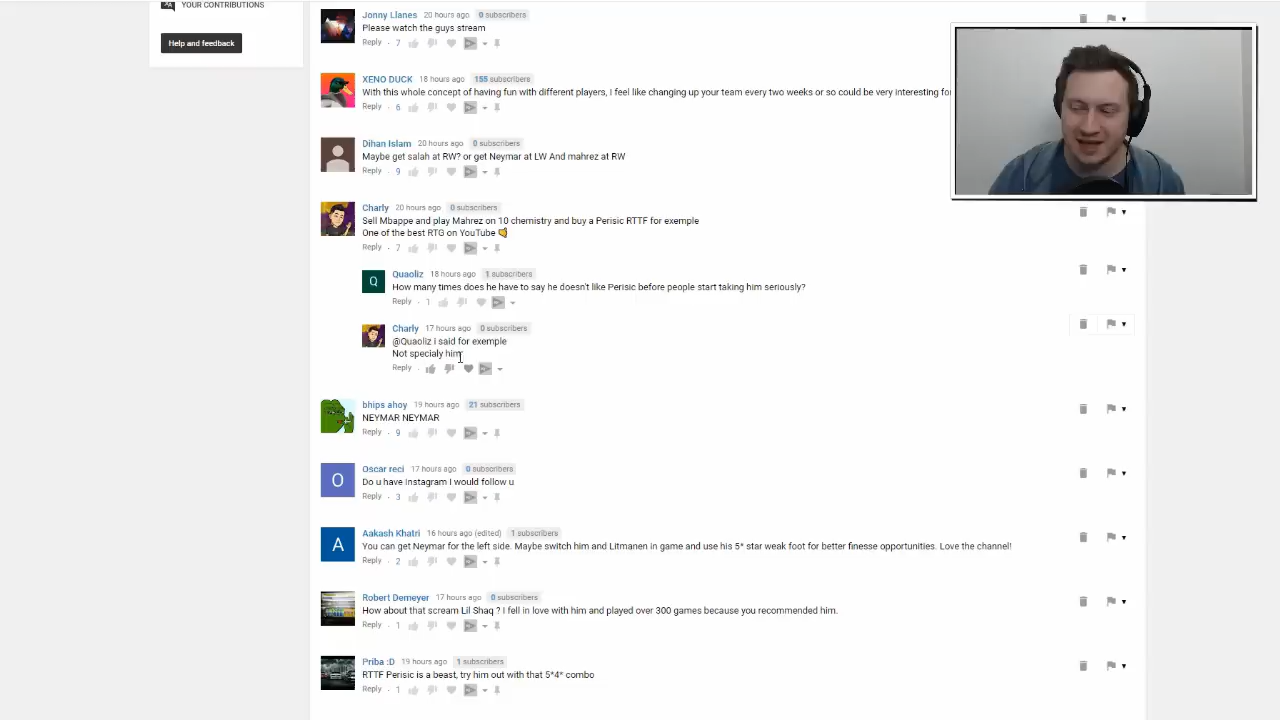 YOUR CONTRIBUTIONS
Help and feedback
Jonny Llanes 20 hours ago 0 subscribers
Please watch the guys stream
Reply · 7
XENO DUCK 18 hours ago 155 subscribers
With this whole concept of having fun with different players, I feel like changing up your team every two weeks or so could be very interesting fo
Reply · 6
Dihan Islam 20 hours ago 0 subscribers
Maybe get salah at RW? or get Neymar at LW And mahrez at RW
Reply · 9
Charly 20 hours ago 0 subscribers
Sell Mbappe and play Mahrez on 10 chemistry and buy a Perisic RTTF for exemple
One of the best RTG on YouTube 🤙
Reply · 7
Q
Quaoliz 18 hours ago 1 subscribers
How many times does he have to say he doesn't like Perisic before people start taking him seriously?
Reply · 1
Charly 17 hours ago 0 subscribers
@Quaoliz i said for exemple
Not specialy him
Reply ·
bhips ahoy 19 hours ago 21 subscribers
NEYMAR NEYMAR
Reply · 9
O
Oscar reci 17 hours ago 0 subscribers
Do u have instagram I would follow u
Reply · 3
A
Aakash Khatri 16 hours ago (edited) 1 subscribers
You can get Neymar for the left side. Maybe switch him and Litmanen in game and use his 5* star weak foot for better finesse opportunities. Love the channel!
Reply · 2
Robert Demeyer 17 hours ago 0 subscribers
How about that scream Lil Shaq ? I fell in love with him and played over 300 games because you recommended him.
Reply · 1
Priba :D 19 hours ago 1 subscribers
RTTF Perisic is a beast, try him out with that 5*4* combo
Reply · 1